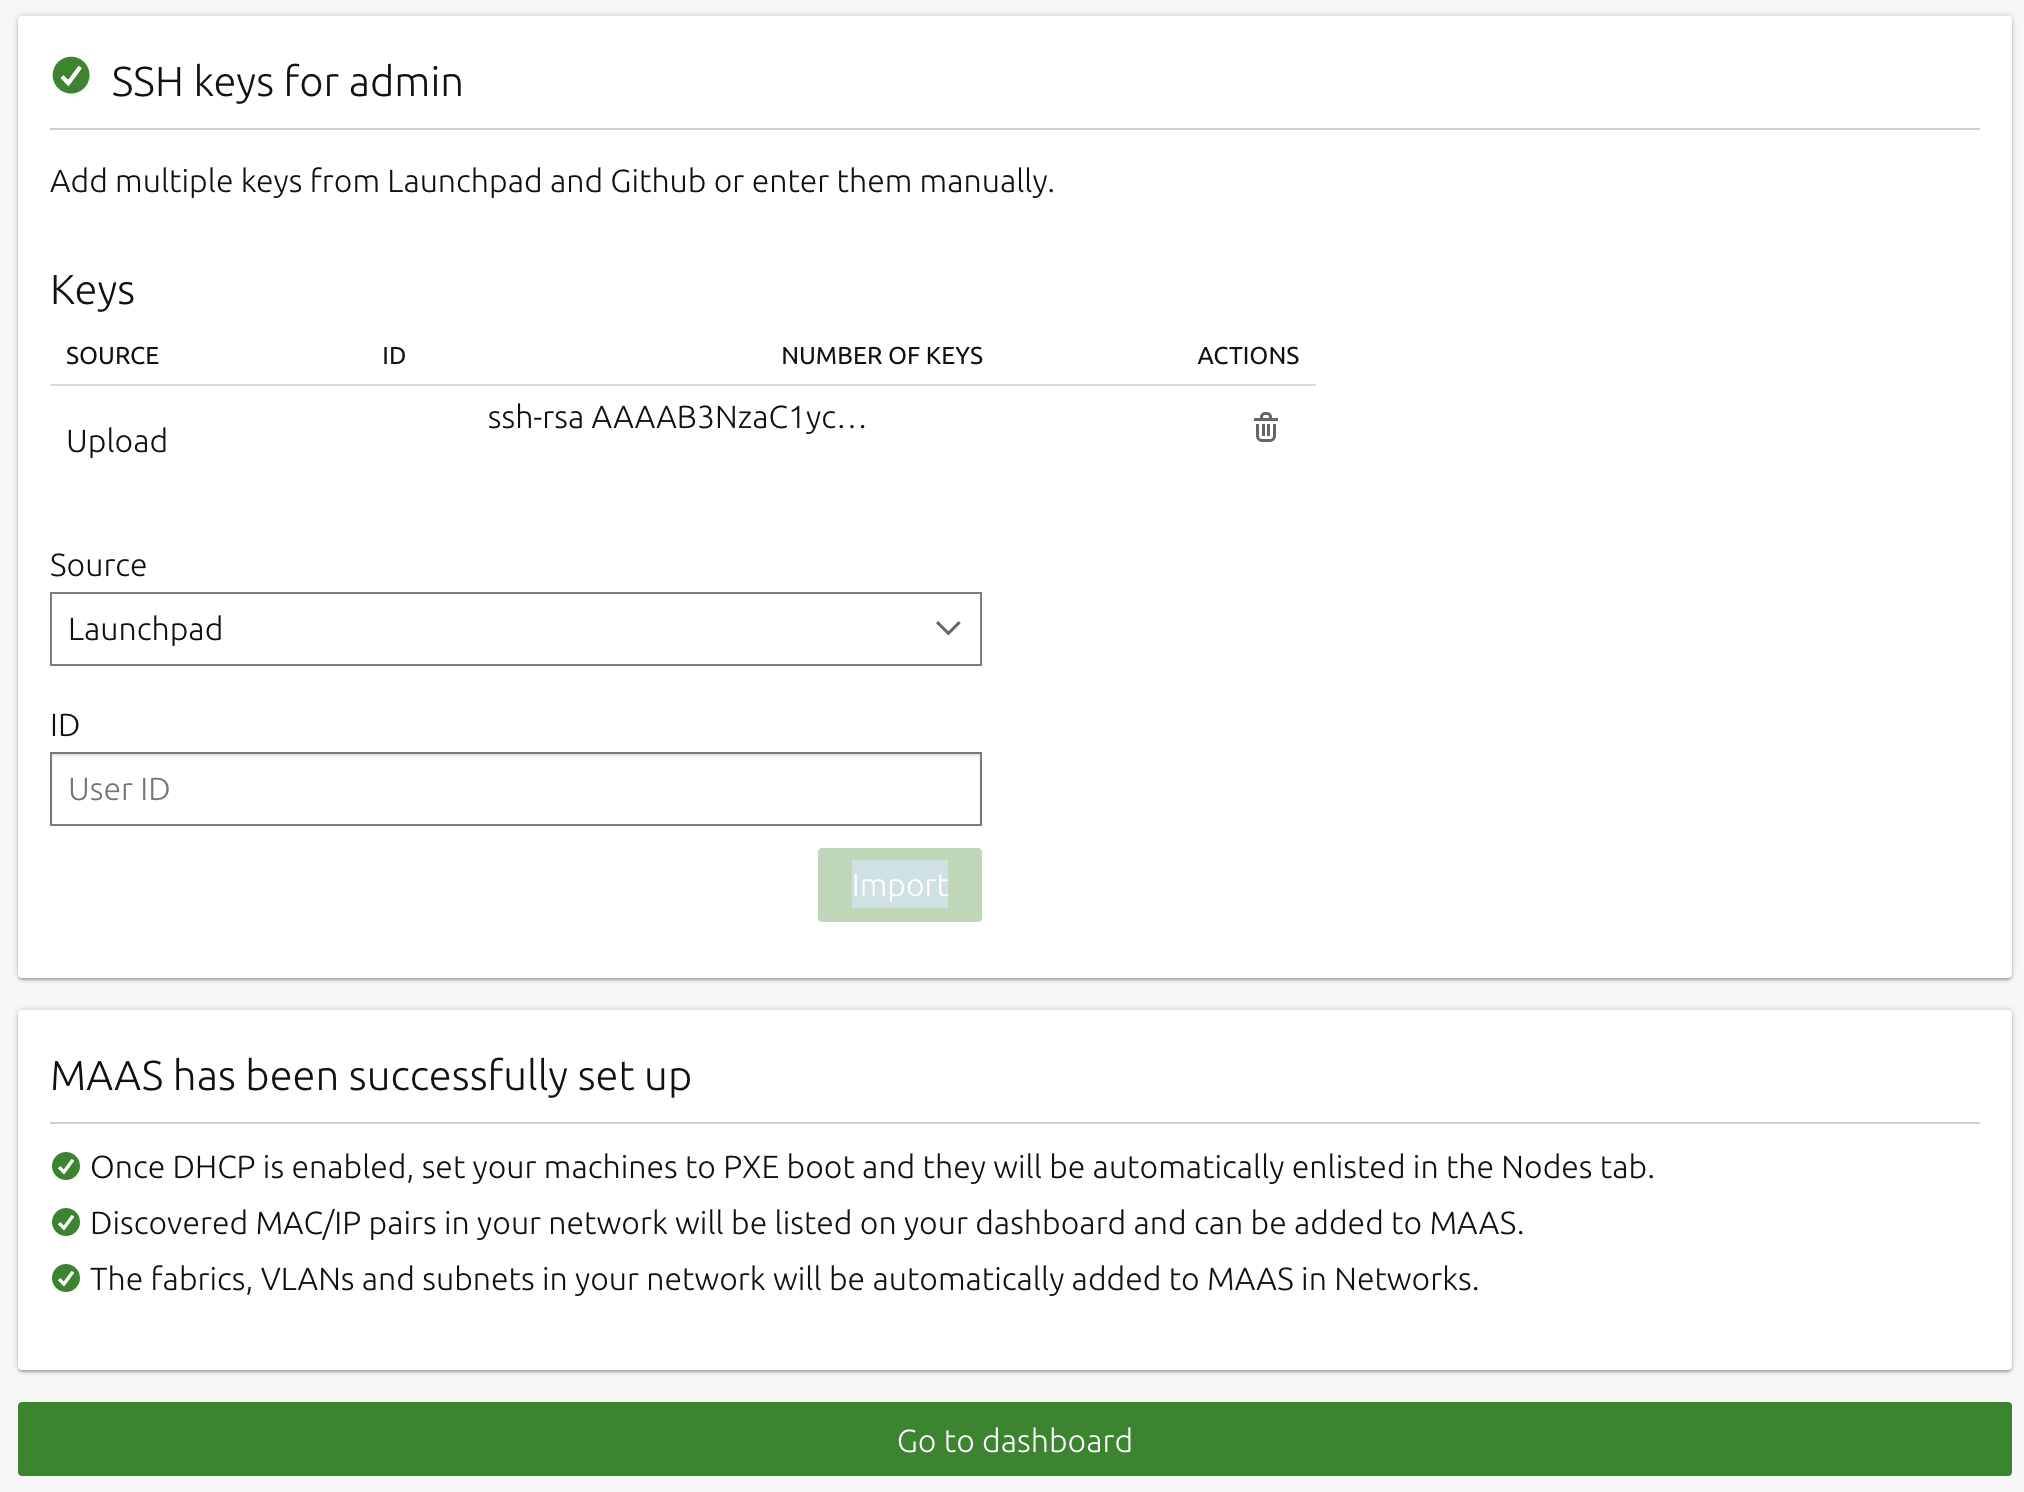 SSH keys for admin
Add multiple keys from Launchpad and Github or enter them manually.
Keys
SOURCE ID NUMBER OF KEYS ACTIONS
Upload ssh-rsa AAAAB3NzaC1yc…
Source
Launchpad
ID
User ID
Import
MAAS has been successfully set up
Once DHCP is enabled, set your machines to PXE boot and they will be automatically enlisted in the Nodes tab.
Discovered MAC/IP pairs in your network will be listed on your dashboard and can be added to MAAS.
The fabrics, VLANs and subnets in your network will be automatically added to MAAS in Networks.
Go to dashboard